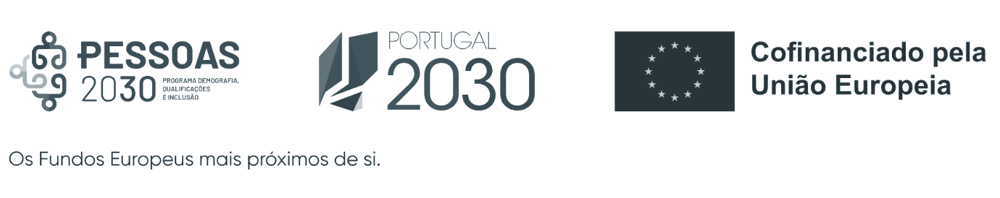 PESSOAS
2030
PROGRAMA DEMOGRAFIA,
QUALIFICAÇÕES
E INCLUSÃO
PORTUGAL
2030
Cofinanciado pela
União Europeia
Os Fundos Europeus mais próximos de si.